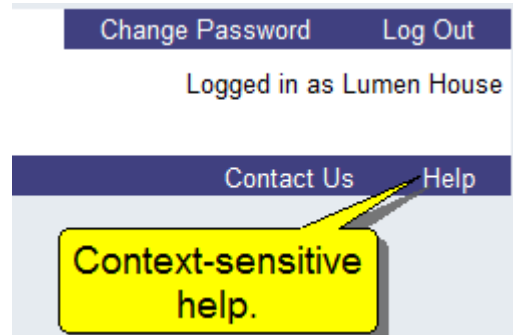 Change Password Log Out
Logged in as Lumen House
Contact Us Help
Context-sensitive
help.